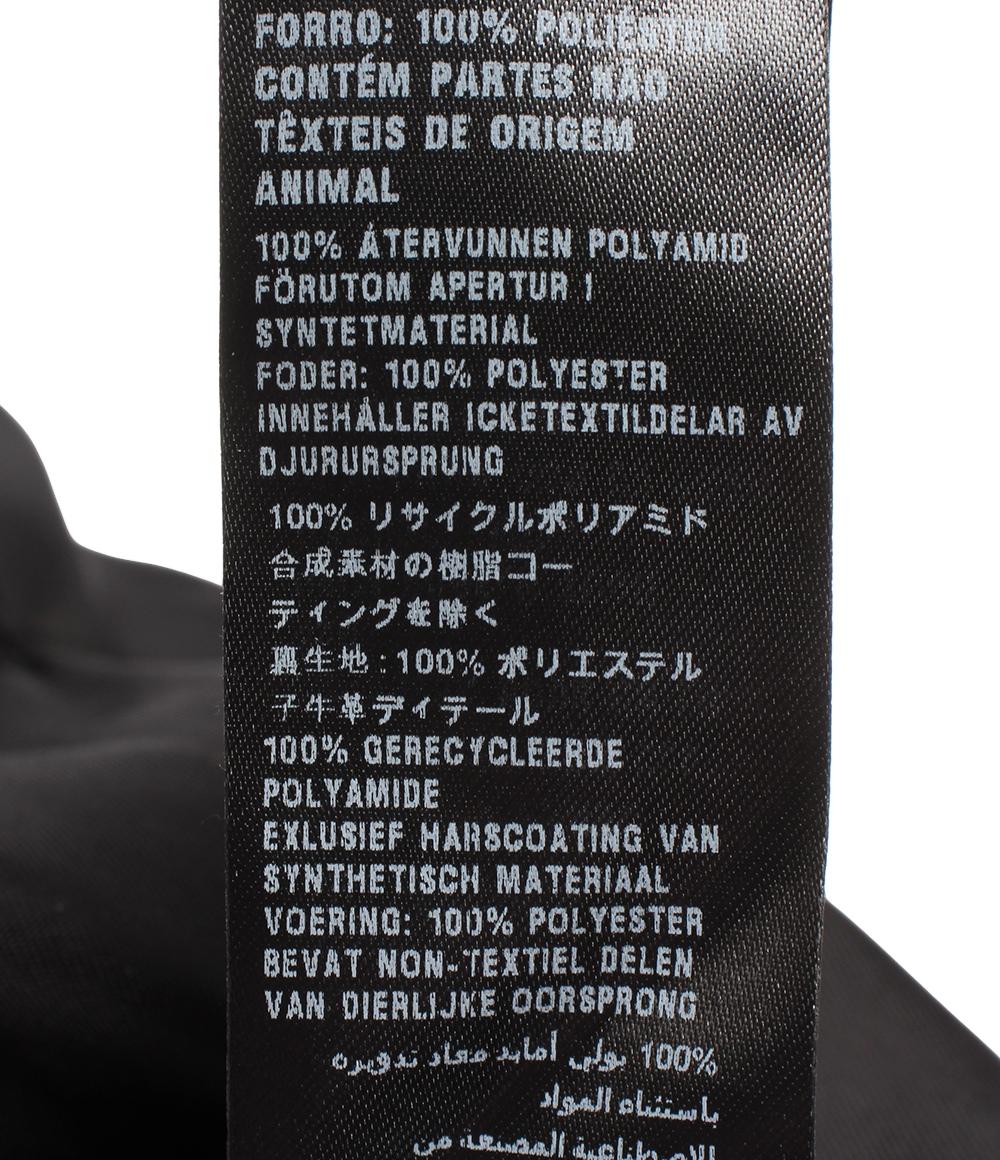 FORRO: 100% POLIÉSTER
CONTÉM PARTES NÃO
TÊXTEIS DE ORIGEM
ANIMAL
100% ÅTERVUNNEN POLYAMID
FÖRUTOM APERTUR I
SYNTETMATERIAL
FODER: 100% POLYESTER
INNEHÅLLER ICKETEXTILDELAR AV
DJURURSPRUNG
100% リサイクルポリアミド
合成素材の樹脂コー
ティングを除く
裏生地:100% ポリエステル
子牛革ディテール
100% GERECYCLEERDE
POLYAMIDE
EXLUSIEF HARSCOATING VAN
SYNTHETISCH MATERIAAL
VOERING: 100% POLYESTER
BEVAT NON-TEXTIEL DELEN
VAN DIERLIJKE OORSPRONG
100% بولي أمايد معاد تدويره
باستثناء المواد
الاصطناعية المصنعة من